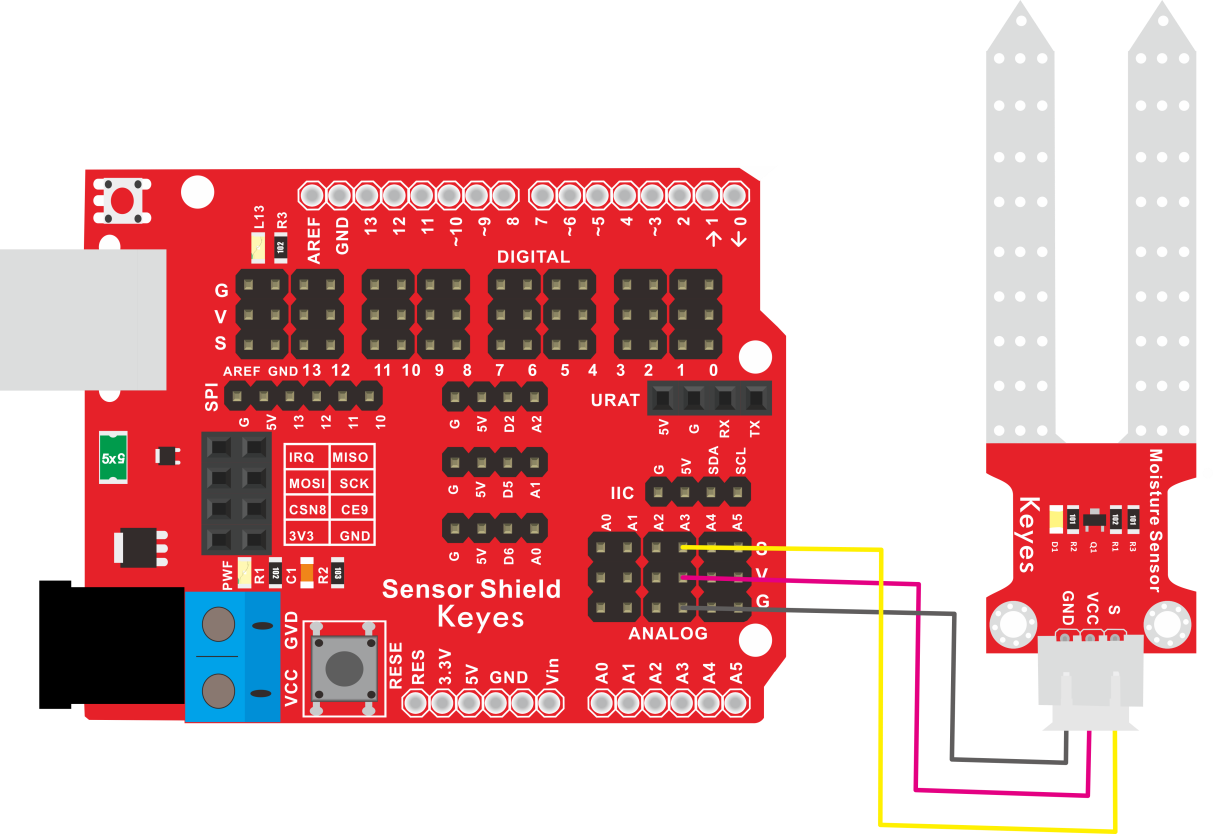 L13
R3
AREF
GND
13
12
11
~10
~9
8
7
~6
~5
4
~3
2
1
0
DIGITAL
G
V
S
AREF GND 13 12 11 10 9 8 7 6 5 4 3 2 1 0
SPI
G
5V
13
12
11
10
G
5V
D2
A2
URAT
5V
G
RX
TX
5x9
IRQ MISO
MOSI SCK
CSN8 CE9
3V3 GND
G
5V
D5
A1
G
5V
D6
A0
IIC
G
5V
SDA
SCL
A0
A1
A2
A3
A4
A5
V
G
ANALOG
PWF
R1
102
C1
R2
103
102
Sensor Shield
Keyes
GVD
VCC
RESE
RES
3.3V
5V
GND
Vin
A0
A1
A2
A3
A4
A5
Moisture Sensor
Keyes
D1
R2
Q1
R1
R3
101
102
101
GND
VCC
S